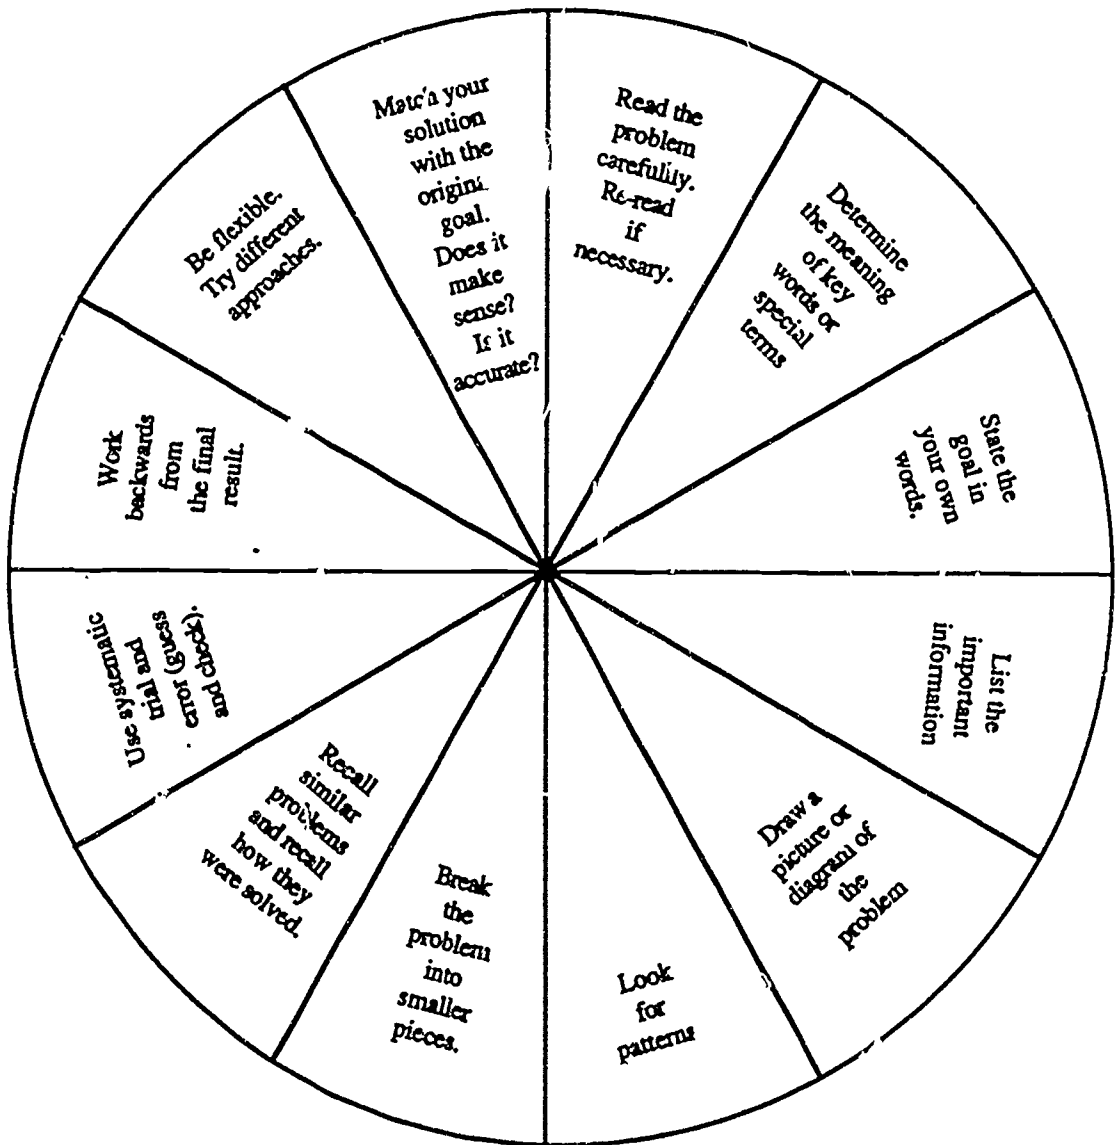 Read the
problem
carefully.
Re-read
if
necessary.
Determine
the meaning
of key
words or
special
terms
State the
goal in
your own
words.
List the
important
information
Draw a
picture or
diagram of
the
problem
Look
for
patterns
Break
the
problem
into
smaller
pieces.
Recall
similar
problems
and recall
how they
were solved.
Use systematic
trial and
error (guess
and check).
Work
backwards
from
the final
result.
Be flexible.
Try different
approaches.
Match your
solution
with the
original
goal.
Does it
make
sense?
Is it
accurate?